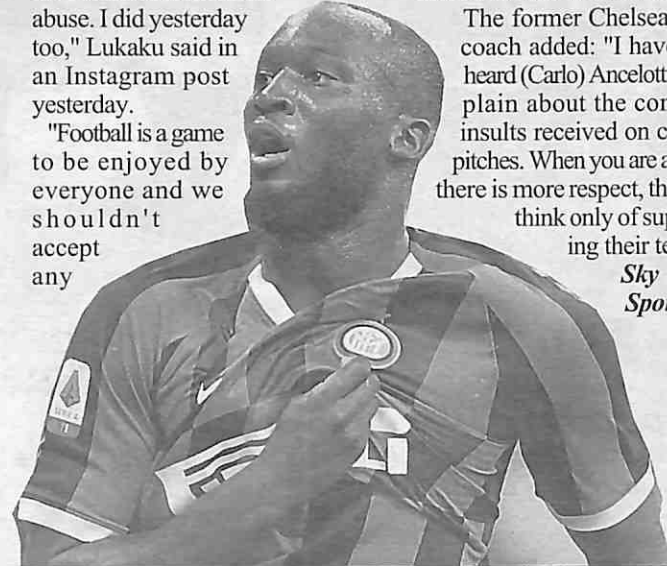 abuse. I did yesterday
too," Lukaku said in
an Instagram post
yesterday.
"Football is a game
to be enjoyed by
everyone and we
shouldn't
accept
any
The former Chelsea
coach added: "I have
heard (Carlo) Ancelott
plain about the con
insults received on c
pitches. When you are a
there is more respect, th
think only of sup
ing their te
Sky
Spo